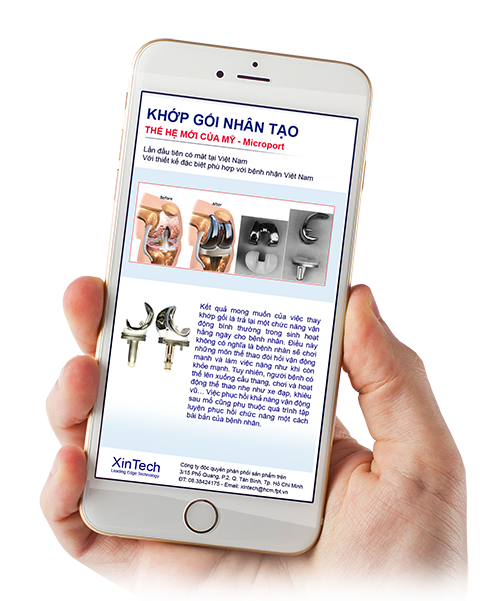 KHỚP GỐI NHÂN TẠO
THẾ HỆ MỚI CỦA MỸ - Microport
Lần đầu tiên có mặt tại Việt Nam
Với thiết kế đặc biệt phù hợp với bệnh nhận Việt Nam
Before
After
Kết quả mong muốn của việc thay
khớp gối là trả lại một chức năng vận
động bình thường trong sinh hoạt
hằng ngày cho bệnh nhân. Điều này
không có nghĩa là bệnh nhân sẽ chơi
những môn thể thao đòi hỏi vận động
mạnh và làm việc nặng như khi còn
khỏe mạnh. Tuy nhiên, người bệnh có
thể lên xuống cầu thang, chơi và hoạt
động thể thao nhẹ như xe đạp, khiêu
vũ... Việc phục hồi khả năng vận động
sau mổ cũng phụ thuộc quá trình tập
luyện phục hồi chức năng một cách
bài bản của bệnh nhân.
XinTech
Leading Edge Technology
Công ty độc quyền phân phối sản phẩm trên
3/15 Phổ Quang, P.2, Q. Tân Bình, Tp. Hồ Chí Minh
ĐT: 08.38424175 - Email: xintech@hcm.fpt.vn